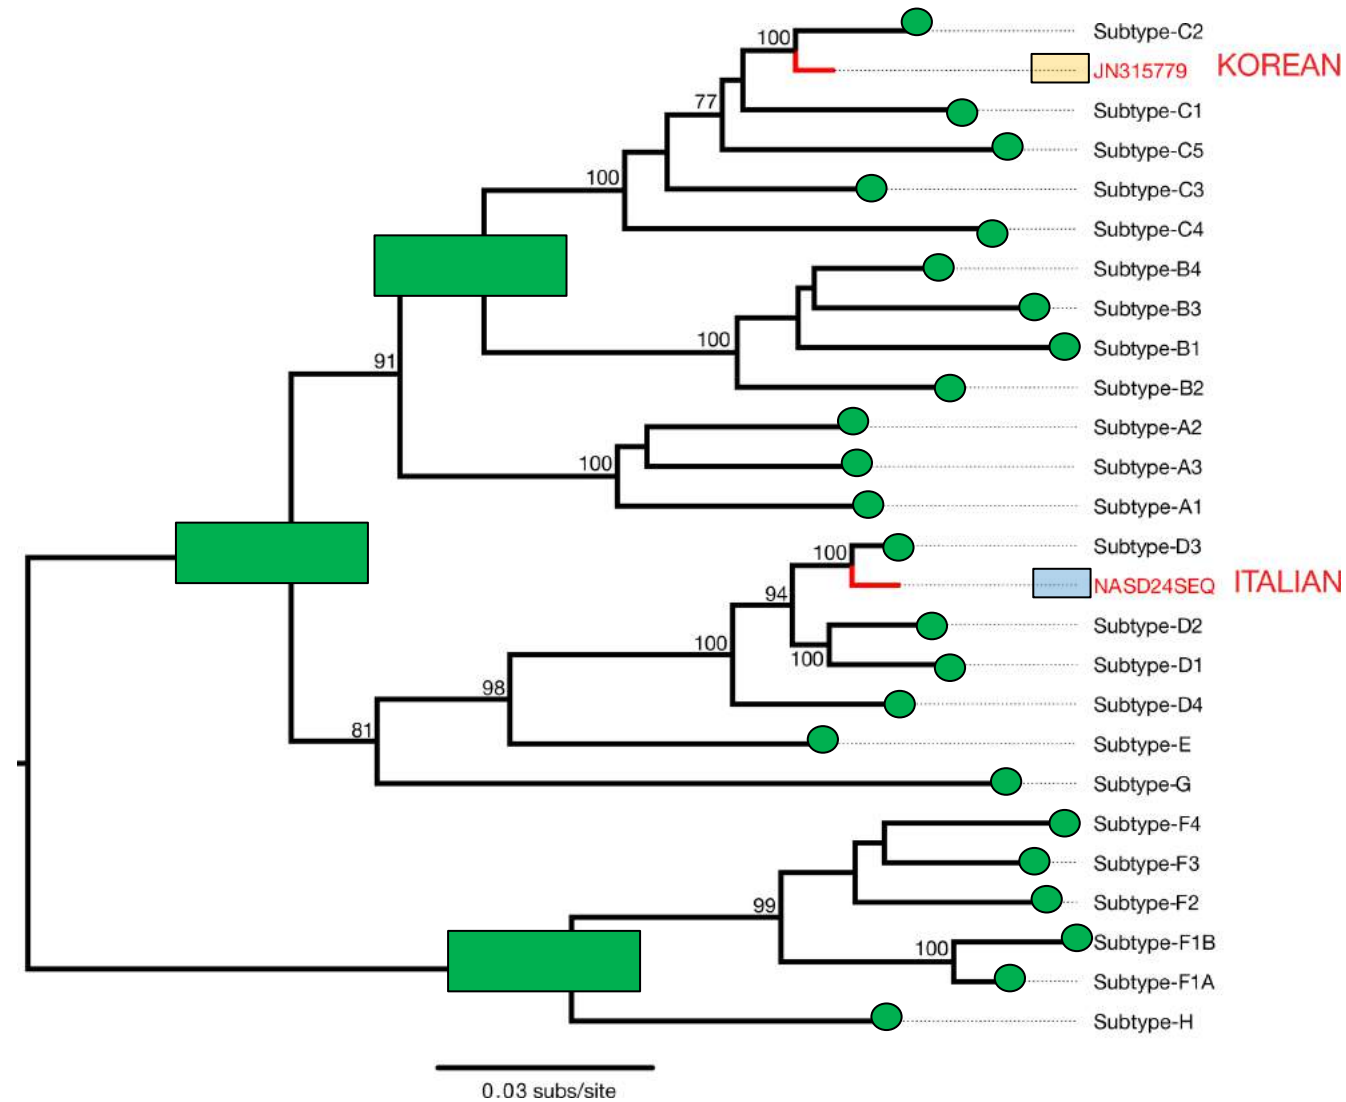 100
Subtype-C2
JN315779 KOREAN
77
Subtype-C1
Subtype-C5
100
Subtype-C3
Subtype-C4
Subtype-B4
Subtype-B3
100
Subtype-B1
91
Subtype-B2
Subtype-A2
100
Subtype-A3
Subtype-A1
100
Subtype-D3
NASD24SEQ ITALIAN
94
Subtype-D2
100
100
Subtype-D1
98
Subtype-D4
81
Subtype-E
Subtype-G
Subtype-F4
Subtype-F3
99
Subtype-F2
100
Subtype-F1B
Subtype-F1A
Subtype-H
0.03 subs/site